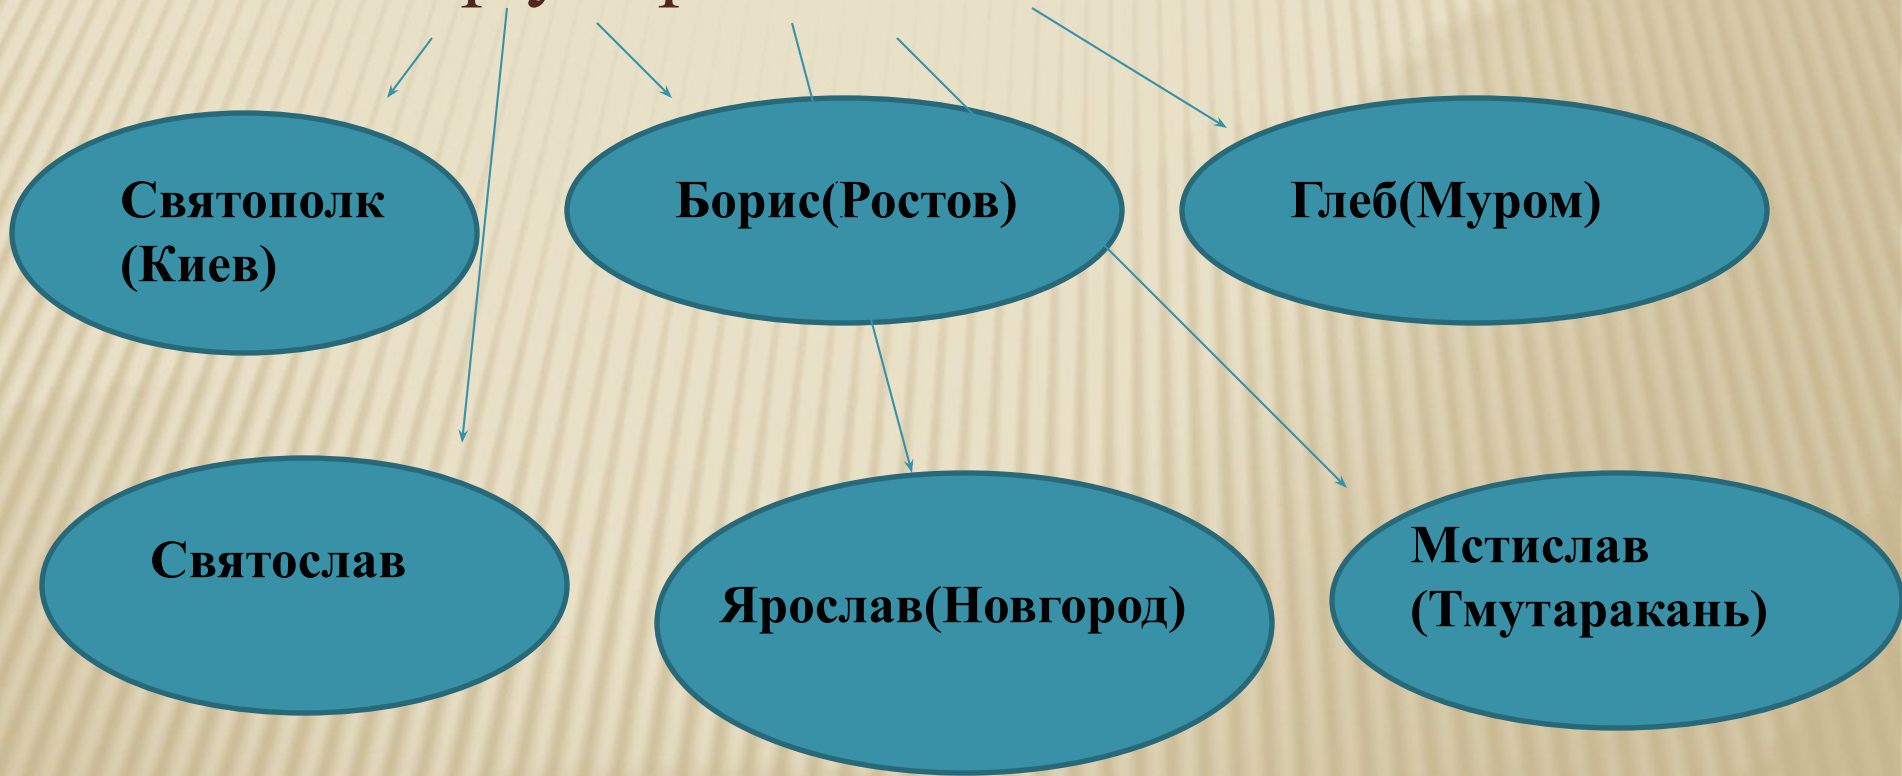 Святополк
(Киев)
Борис(Ростов)
Глеб(Муром)
Святослав
Ярослав(Новгород)
Мстислав
(Тмутаракань)